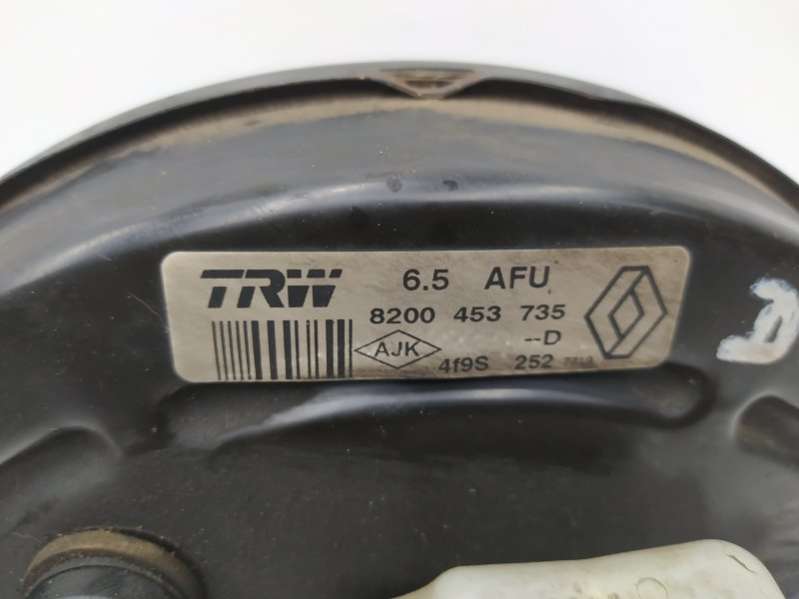 TRW 6.5 AFU
8200 453 735
--D
AJK
4f9S 252